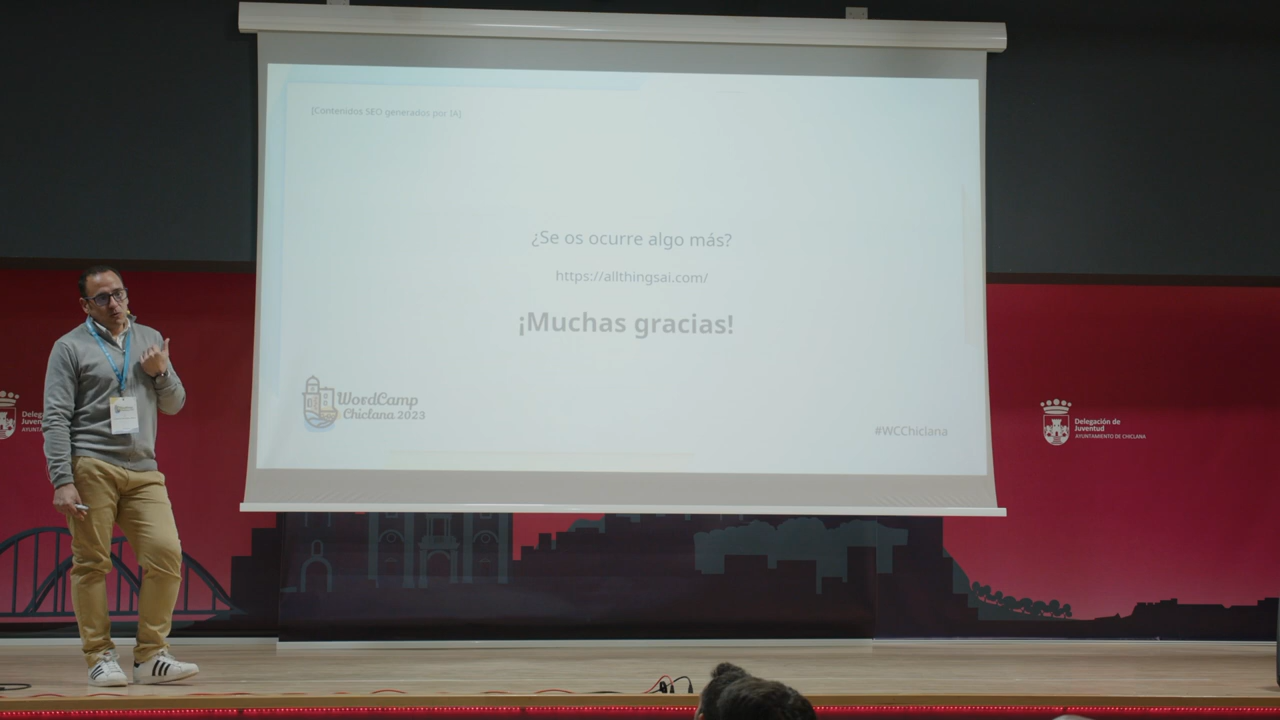 [Contenidos SEO generados por IA]
¿Se os ocurre algo más?
https://allthingsai.com/
¡Muchas gracias!
WordCamp
Chiclana 2023
#WCChiclana
Delegación de
Juventud
AYUNTAMIENTO DE CHICLANA